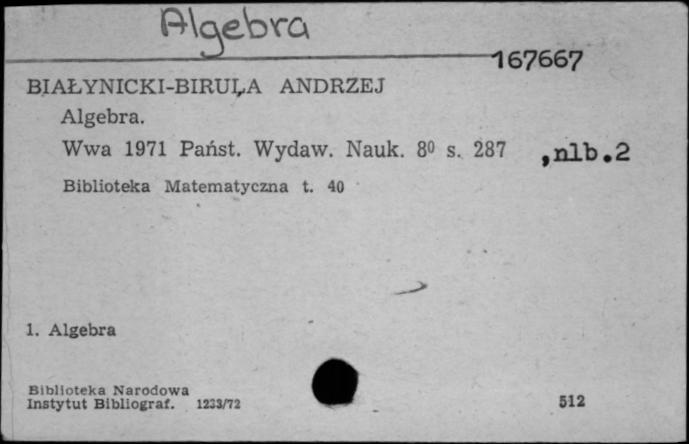 Algebra
167667
BIAŁYNICKI-BIRULA ANDRZEJ
Algebra.
Wwa 1971 Państ. Wydaw. Nauk. 8⁰ s. 287 ,nlb.2
Biblioteka Matematyczna t. 40
1. Algebra
Biblioteka Narodowa
Instytut Bibliograf. 1233/72
512